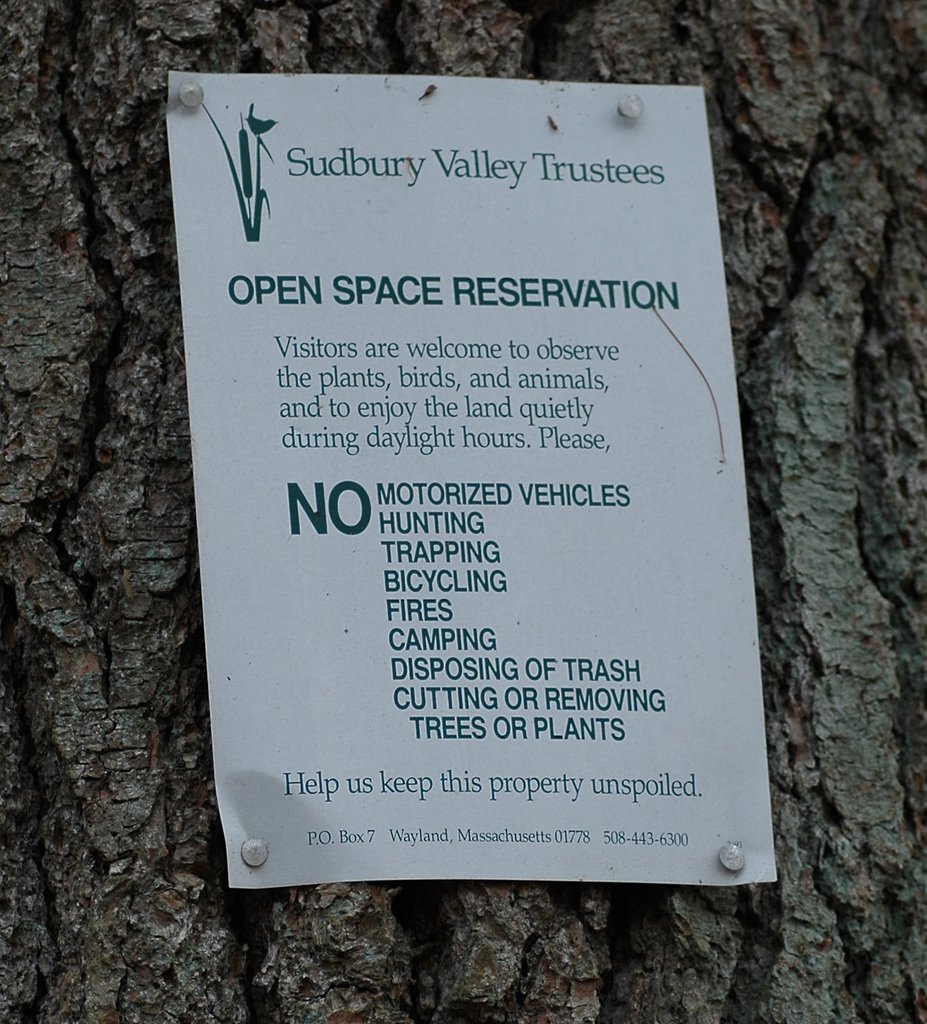 Sudbury Valley Trustees
OPEN SPACE RESERVATION
Visitors are welcome to observe
the plants, birds, and animals,
and to enjoy the land quietly
during daylight hours. Please,
NO MOTORIZED VEHICLES
HUNTING
TRAPPING
BICYCLING
FIRES
CAMPING
DISPOSING OF TRASH
CUTTING OR REMOVING
TREES OR PLANTS
Help us keep this property unspoiled.
P.O. Box 7 Wayland, Massachusetts 01778 508-443-6300